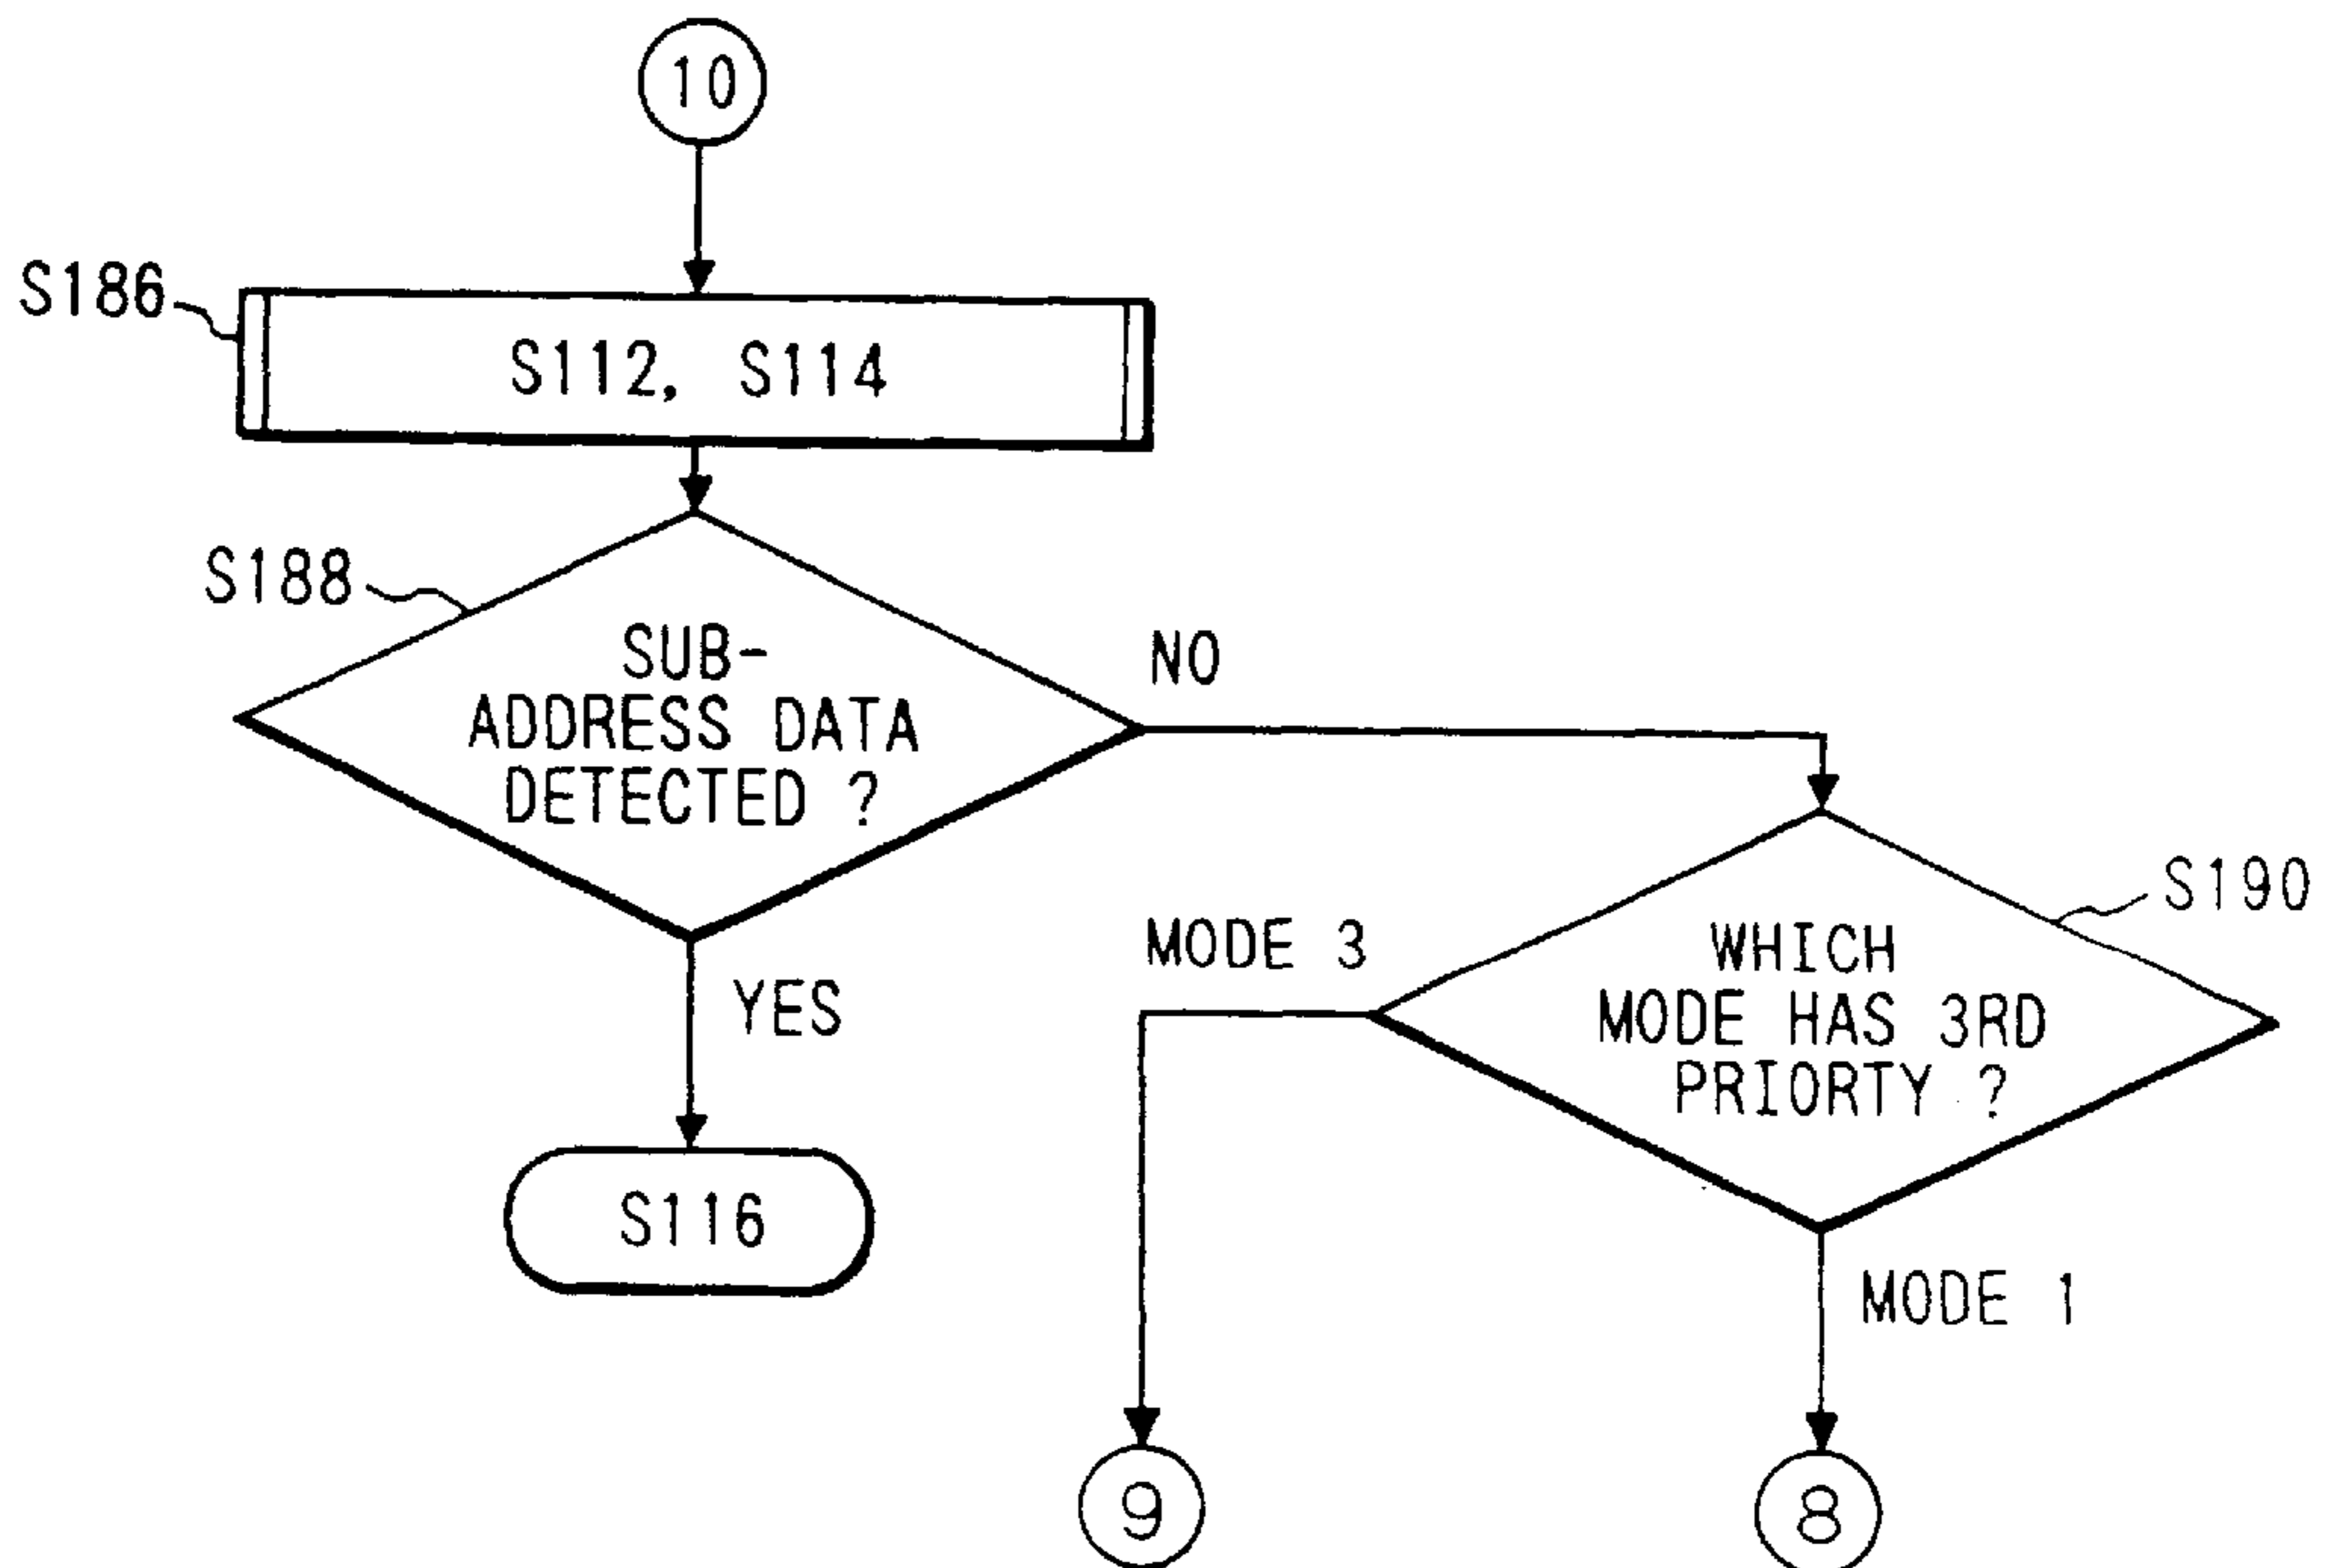 10
S186
S112, S114
S188
SUB-
ADDRESS DATA
DETECTED ?
NO
YES
S116
S190
WHICH
MODE HAS 3RD
PRIORTY ?
MODE 3
MODE 1
9
8